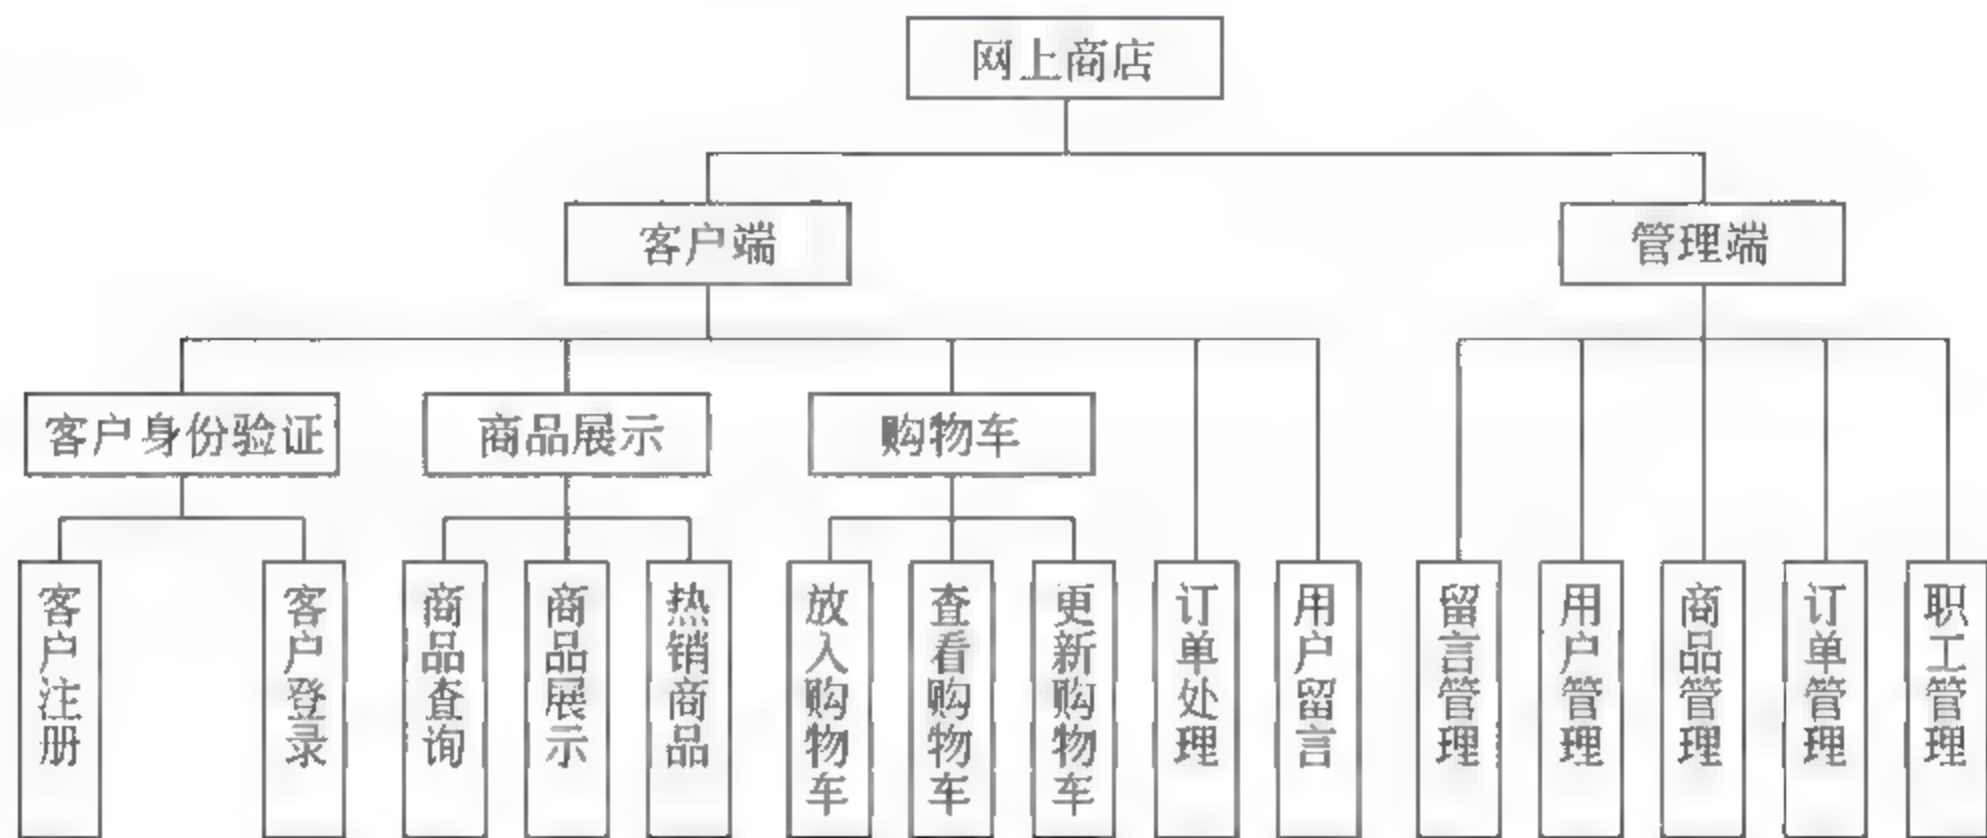 网上商店
客户端
管理端
客户身份验证
商品展示
购物车
客户注册
客户登录
商品查询
商品展示
热销商品
放入购物车
查看购物车
更新购物车
订单处理
用户留言
留言管理
用户管理
商品管理
订单管理
职工管理